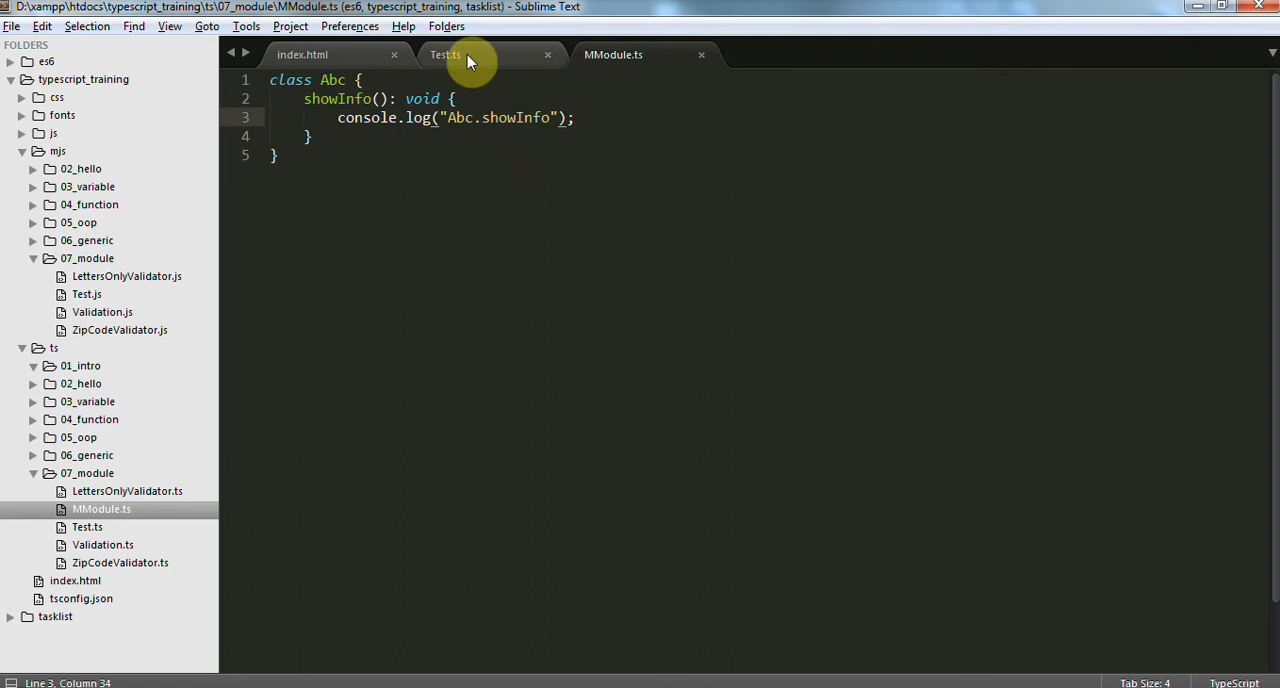 D:\xampp\htdocs\typescript_training\ts\07_module\MModule.ts (es6, typescript_training, tasklist) - Sublime Text
File Edit Selection Find View Goto Tools Project Preferences Help Folders
FOLDERS
es6
typescript_training
css
fonts
js
mjs
02_hello
03_variable
04_function
05_oop
06_generic
07_module
LettersOnlyValidator.js
Test.js
Validation.js
ZipCodeValidator.js
ts
01_intro
02_hello
03_variable
04_function
05_oop
06_generic
07_module
LettersOnlyValidator.ts
MModule.ts
Test.ts
Validation.ts
ZipCodeValidator.ts
index.html
tsconfig.json
tasklist
index.html Test.ts MModule.ts
1 class Abc {
2 showInfo(): void {
3 console.log("Abc.showInfo");
4 }
5 }
Line 3, Column 34 Tab Size: 4 TypeScript